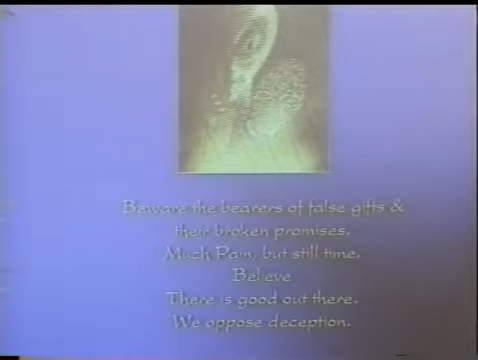 Beware the bearers of false gifts &
their broken promises.
Much Pain, but still time.
Believe
There is good out there.
We oppose deception.